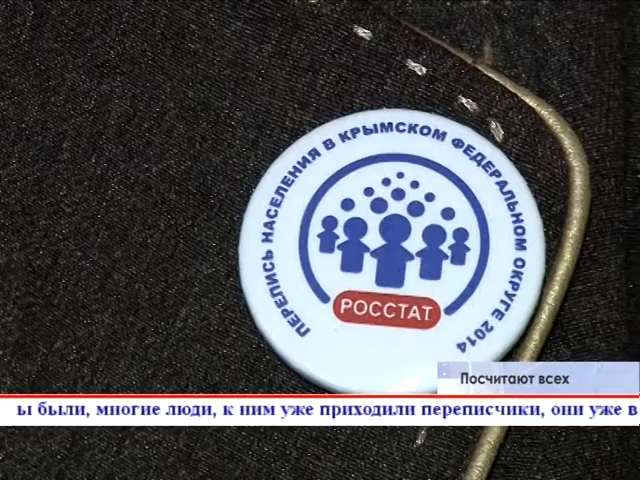 ПЕРЕПИСЬ НАСЕЛЕНИЯ В КРЫМСКОМ ФЕДЕРАЛЬНОМ ОКРУГЕ 2014
РОССТАТ
Посчитают всех
ы были, многие люди, к ним уже приходили переписчики, они уже в